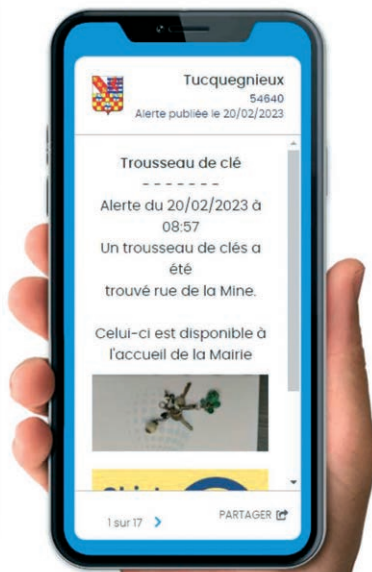 Tucquegnieux
54640
Alerte publiée le 20/02/2023
Trousseau de clé
- - - - - - -
Alerte du 20/02/2023 à
08:57
Un trousseau de clés a
été
trouvé rue de la Mine.
Celui-ci est disponible à
l'accueil de la Mairie
1 sur 17
PARTAGER